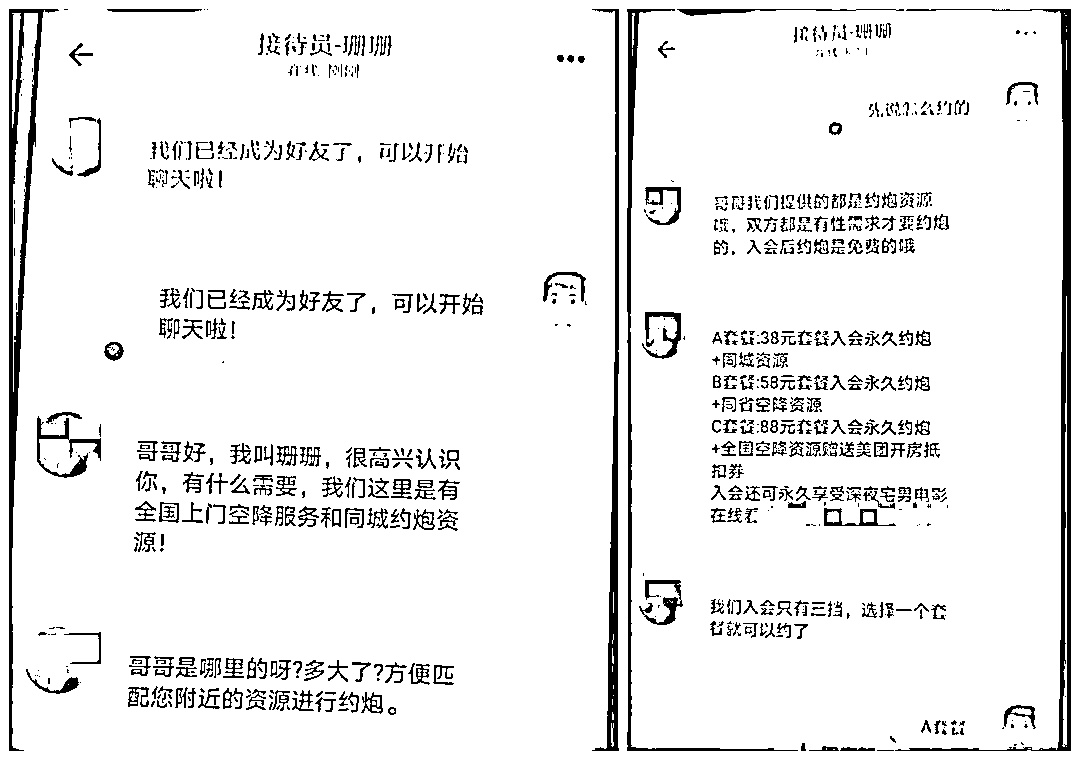 接待员-珊珊
我们已经成为好友了，可以开始
聊天啦！
我们已经成为好友了，可以开始
聊天啦！
哥哥好，我叫珊珊，很高兴认识
你，有什么需要，我们这里是有
全国上门空降服务和同城约炮资
源！
哥哥是哪里的呀？多大了？方便匹
配您附近的资源进行约炮。
接待员-珊珊
先说怎么约的
哥哥我们提供的都是约炮资源
哦，双方都是有性需求才要约炮
的，入会后约炮是免费的哦
A套餐:38元套餐入会永久约炮
+同城资源
B套餐:58元套餐入会永久约炮
+同省空降资源
C套餐:88元套餐入会永久约炮
+全国空降资源赠送美团开房抵
扣券
入会还可永久享受深夜宅男电影
在线看
我们入会只有三挡，选择一个套
餐就可以约了
A套餐